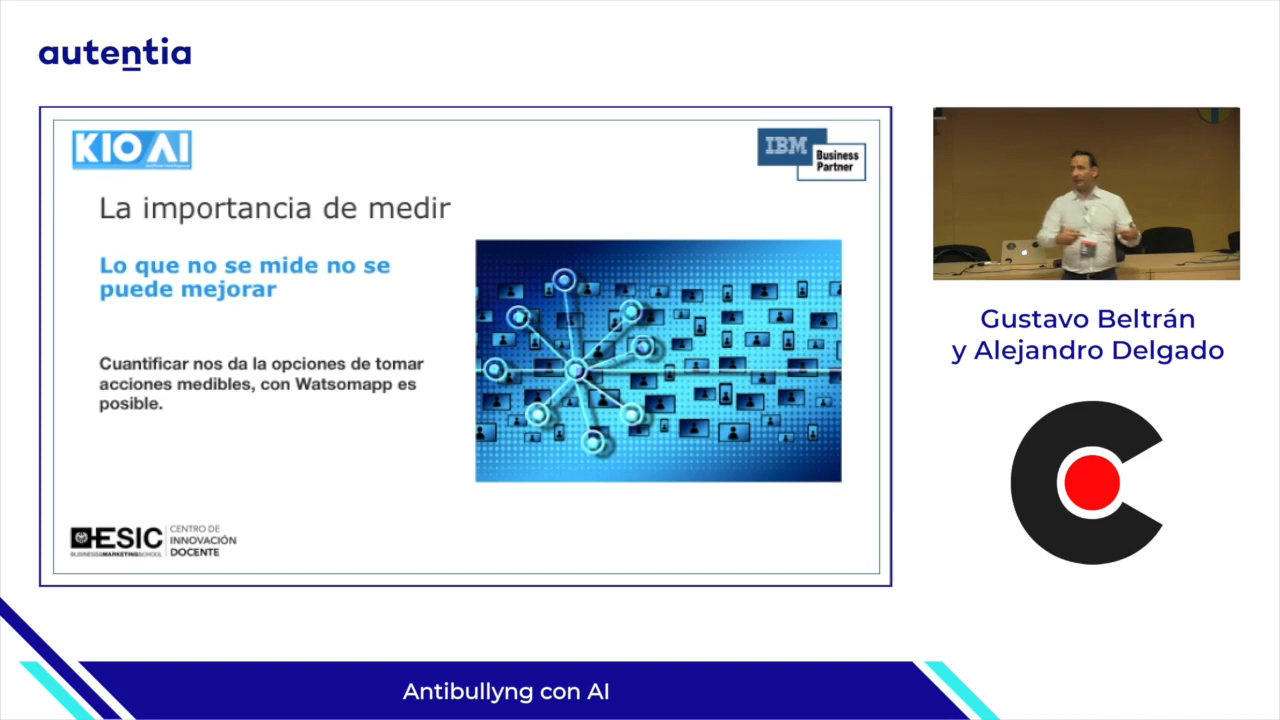 autentia
KIO AI
IBM
Business
Partner
La importancia de medir
Lo que no se mide no se
puede mejorar
Cuantificar nos da la opciones de tomar
acciones medibles, con Watsomapp es
posible.
ESIC
BUSINESS&MARKETINGSCHOOL
CENTRO DE
INNOVACIÓN
DOCENTE
Gustavo Beltrán
y Alejandro Delgado
Antibullyng con AI